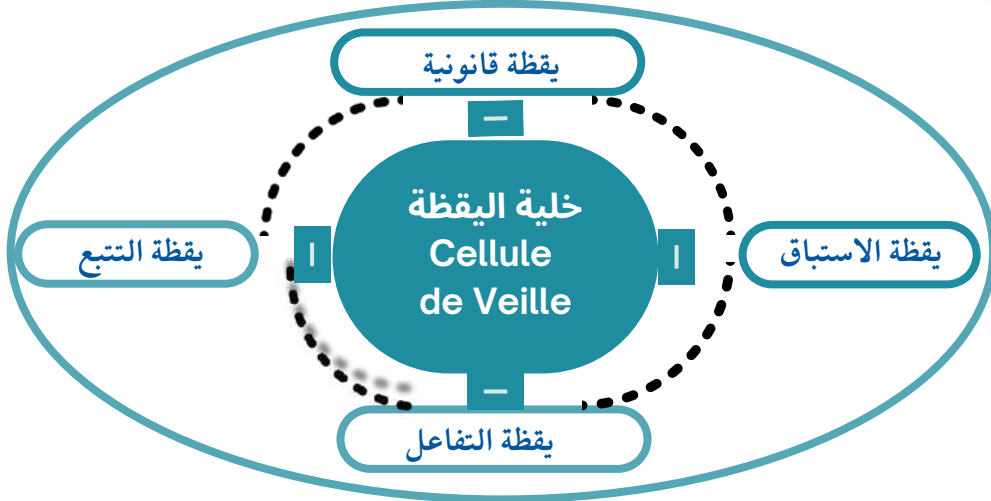 يقظة قانونية
خلية اليقظة
Cellule
de Veille
يقظة الاستباق
يقظة التتبع
يقظة التفاعل